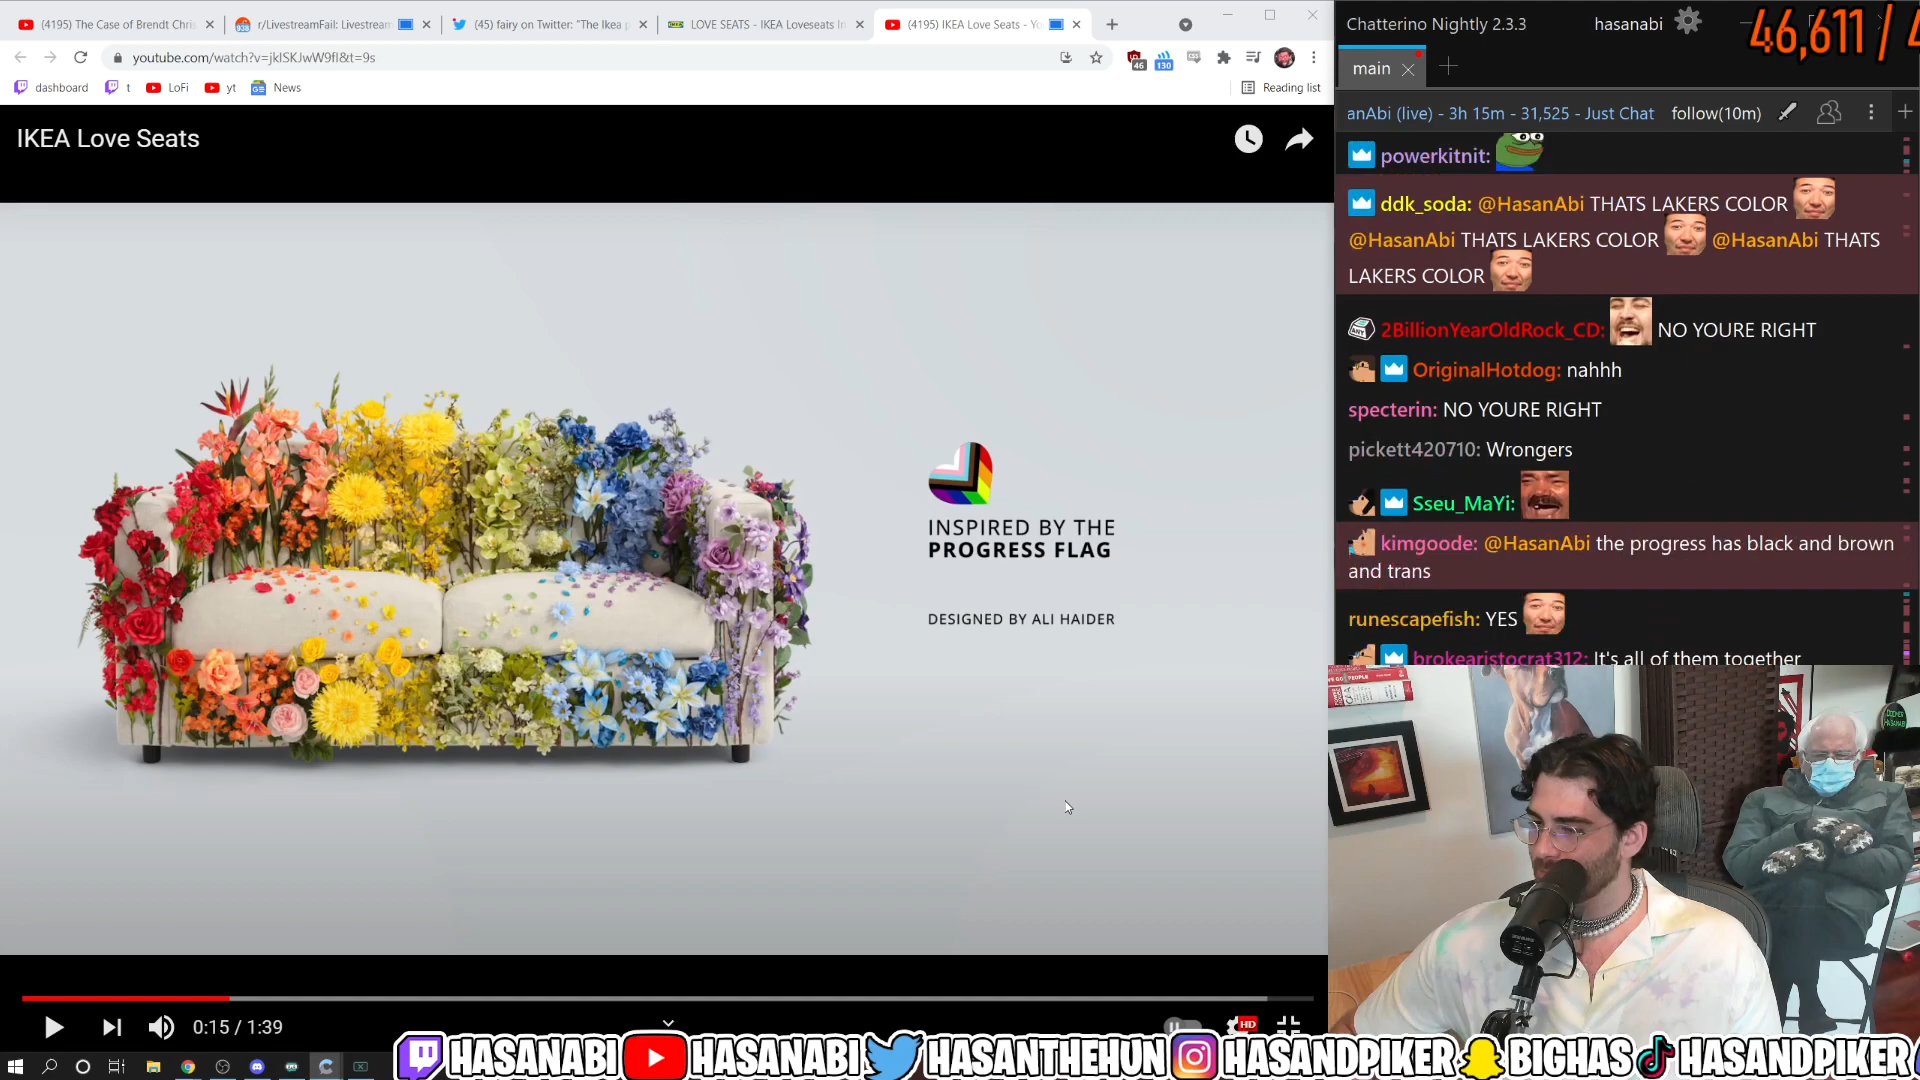 (4195) The Case of Brendt Chris
r/LivestreamFail: Livestream
(45) fairy on Twitter: "The Ikea p
LOVE SEATS - IKEA Loveseats In
(4195) IKEA Love Seats - Yo
youtube.com/watch?v=jklSKJwW9fI&t=9s
46
130
dashboard
t
LoFi
yt
News
Reading list
IKEA Love Seats
INSPIRED BY THE
PROGRESS FLAG
DESIGNED BY ALI HAIDER
0:15 / 1:39
HD
Chatterino Nightly 2.3.3
hasanabi
46,611 / 4
main
anAbi (live) - 3h 15m - 31,525 - Just Chat
follow(10m)
powerkitnit:
ddk_soda: @HasanAbi THATS LAKERS COLOR
@HasanAbi THATS LAKERS COLOR @HasanAbi THATS
LAKERS COLOR
2BillionYearOldRock_CD: NO YOURE RIGHT
OriginalHotdog: nahhh
specterin: NO YOURE RIGHT
pickett420710: Wrongers
Sseu_MaYi:
kimgoode: @HasanAbi the progress has black and brown
and trans
runescapefish: YES
brokearistocrat312: It's all of them together
HASANABI HASANABI HASANTHEHUN HASANDPIKER BIGHAS HASANDPIKER